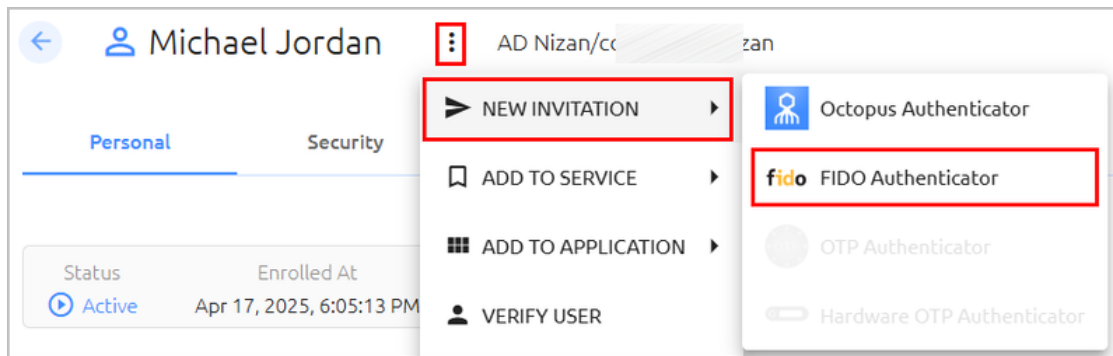 Michael Jordan
AD Nizan/co zan
NEW INVITATION
Octopus Authenticator
Personal
Security
ADD TO SERVICE
fido FIDO Authenticator
ADD TO APPLICATION
OTP Authenticator
Status
Enrolled At
Active
Apr 17, 2025, 6:05:13 PM
VERIFY USER
Hardware OTP Authenticator